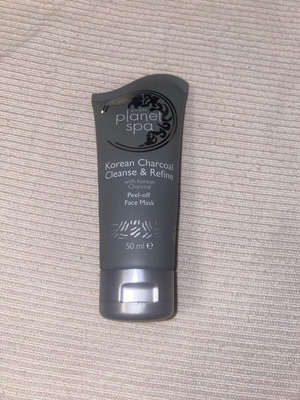 planet
spa
Korean Charcoal
Cleanse & Refine
with Korean
Charcoal
Peel-off
Face Mask
50 ml e